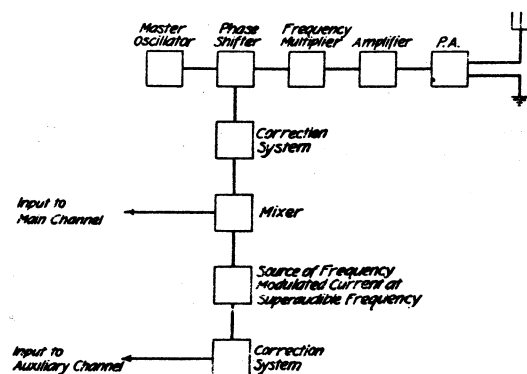 Master
Oscillator
Phase
Shifter
Frequency
Multiplier
Amplifier
P.A.
Correction
System
Input to
Main Channel
Mixer
Source of Frequency
Modulated Current at
Superaudible Frequency
Input to
Auxiliary Channel
Correction
System